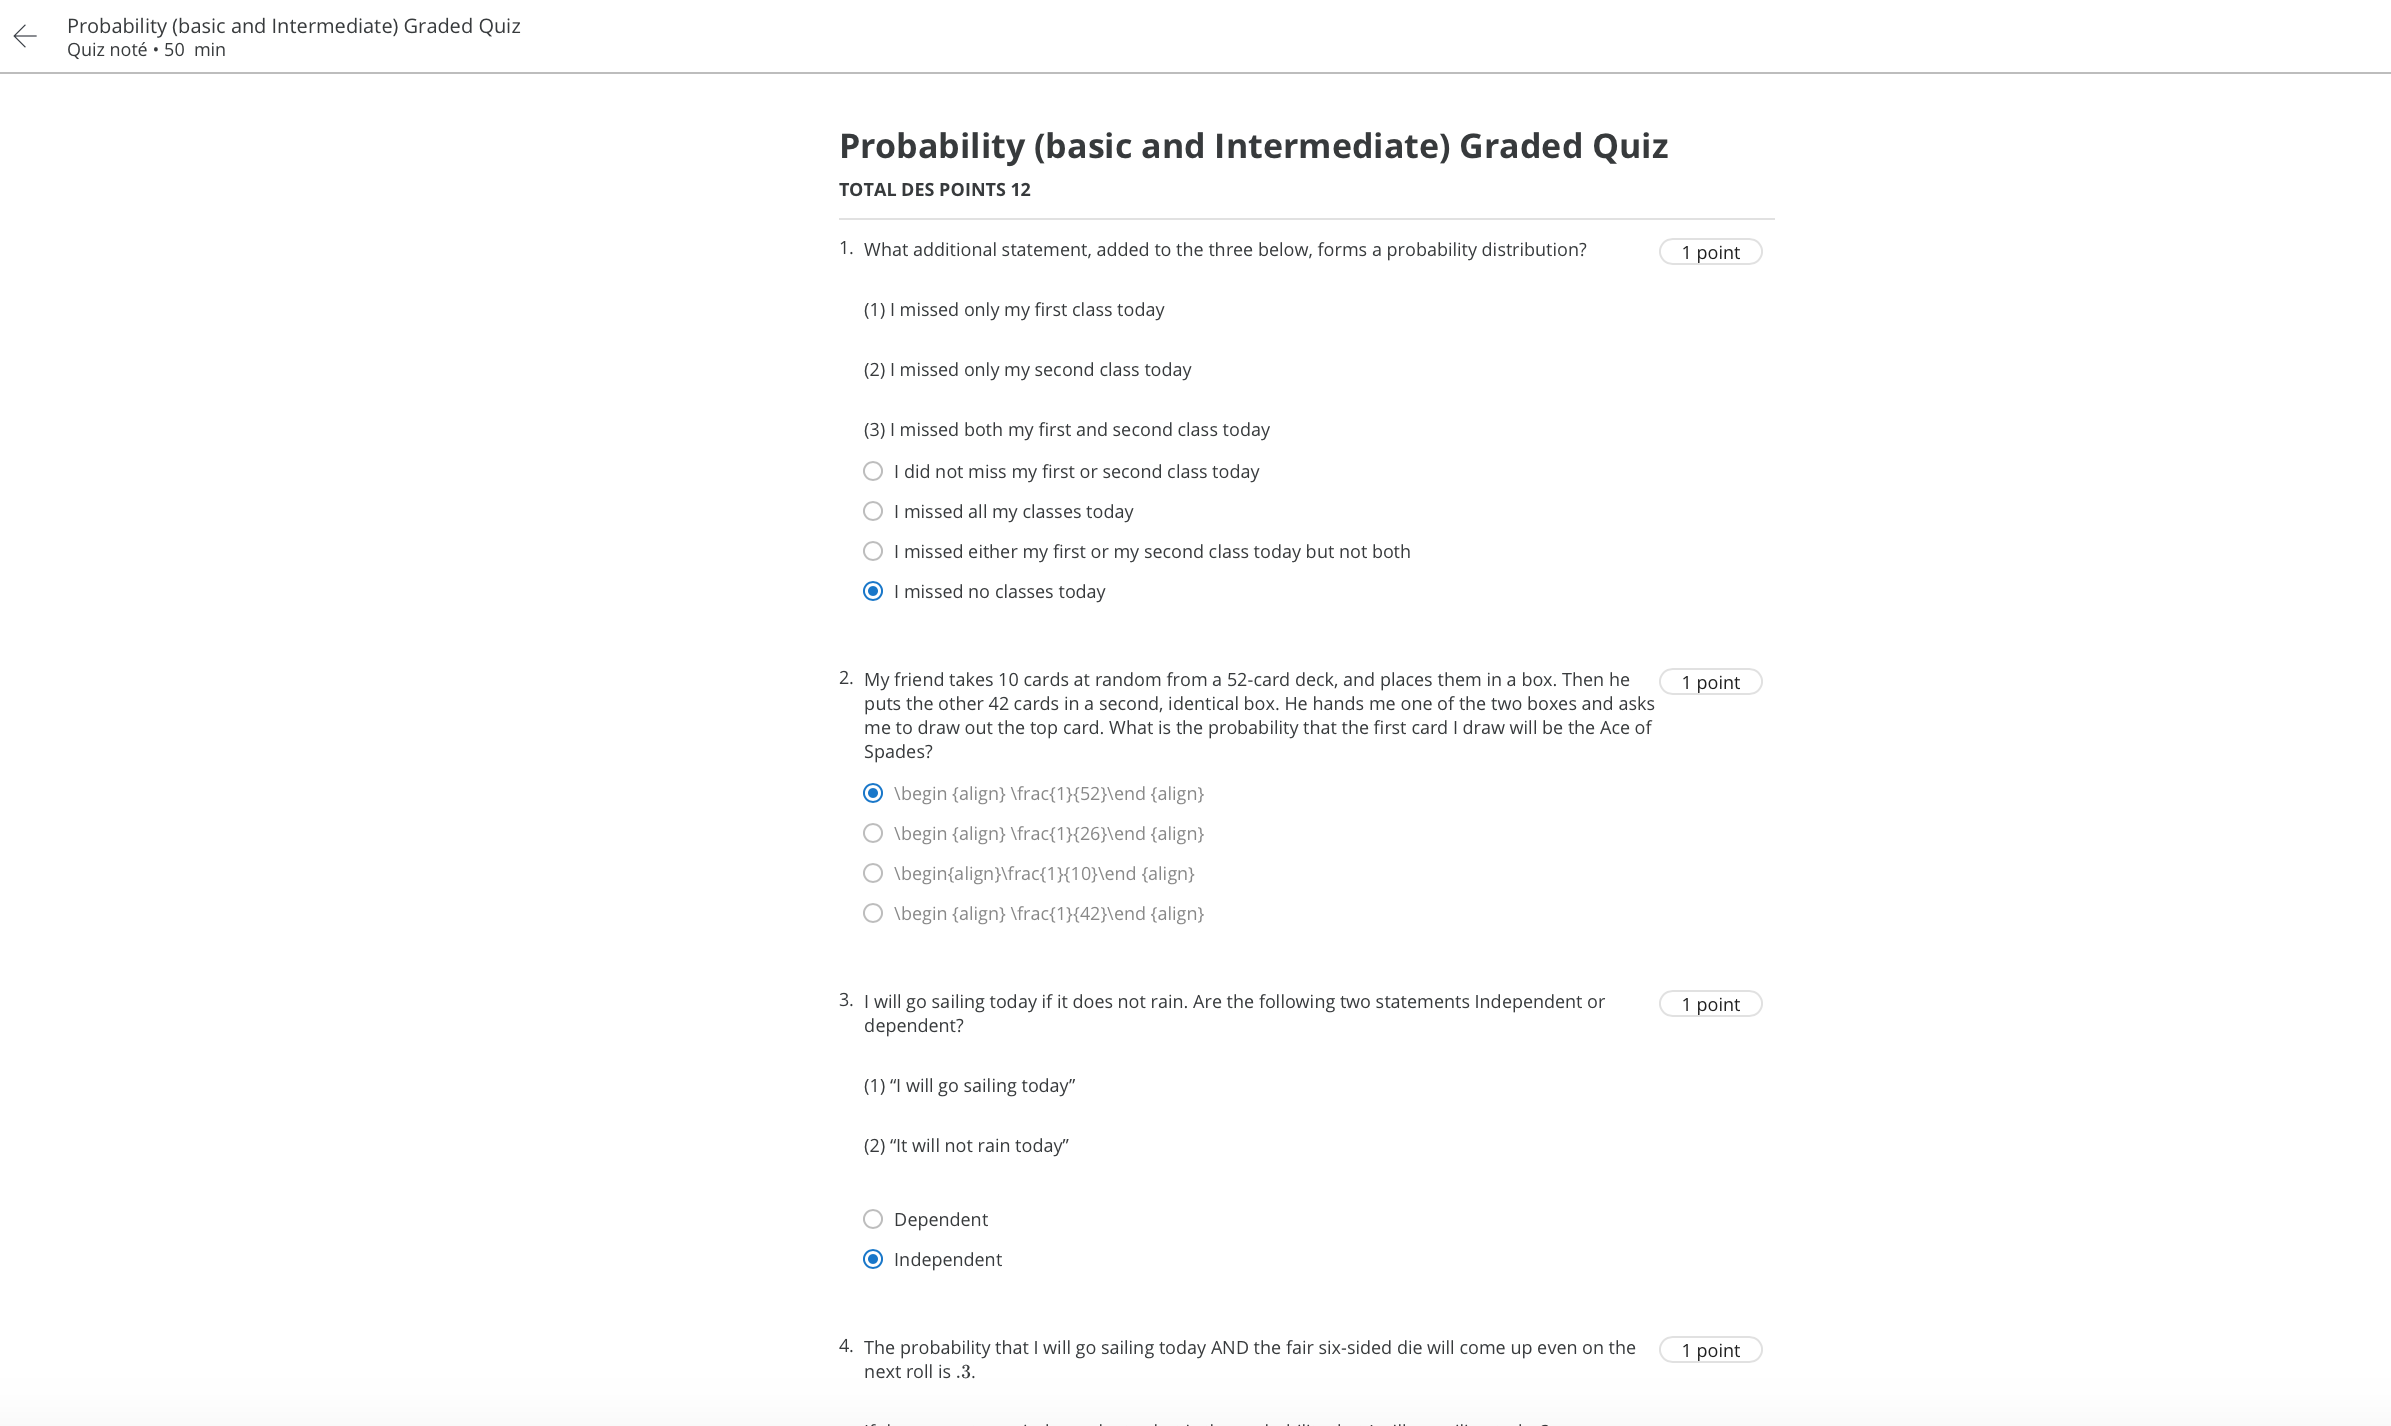 Probability (basic and Intermediate) Graded Quiz
Quiz noté • 50 min
Probability (basic and Intermediate) Graded Quiz
TOTAL DES POINTS 12
1. What additional statement, added to the three below, forms a probability distribution?
1 point
(1) I missed only my first class today
(2) I missed only my second class today
(3) I missed both my first and second class today
I did not miss my first or second class today
I missed all my classes today
I missed either my first or my second class today but not both
I missed no classes today
2. My friend takes 10 cards at random from a 52-card deck, and places them in a box. Then he
1 point
puts the other 42 cards in a second, identical box. He hands me one of the two boxes and asks
me to draw out the top card. What is the probability that the first card I draw will be the Ace of
Spades?
\begin {align} \frac{1}{52}\end {align}
\begin {align} \frac{1}{26}\end {align}
\begin{align}\frac{1}{10}\end {align}
\begin {align} \frac{1}{42}\end {align}
3. I will go sailing today if it does not rain. Are the following two statements Independent or
1 point
dependent?
(1) “I will go sailing today”
(2) “It will not rain today”
Dependent
Independent
4. The probability that I will go sailing today AND the fair six-sided die will come up even on the
1 point
next roll is .3.